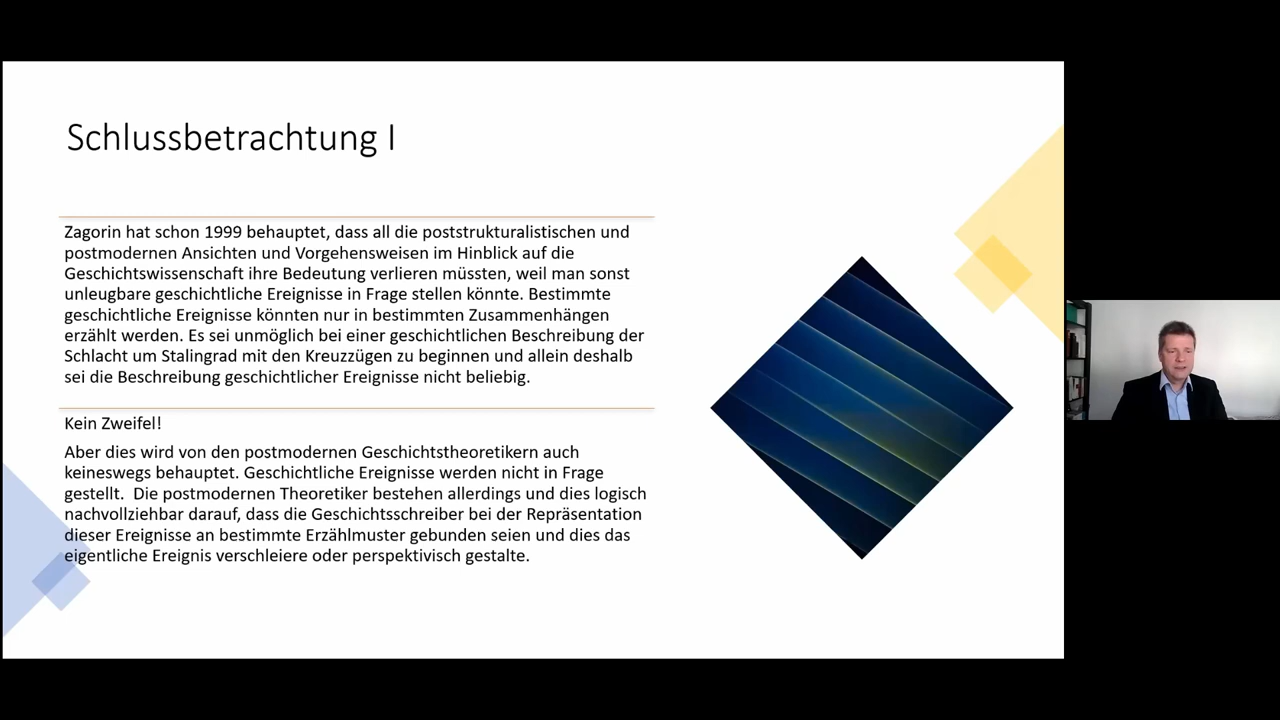 Schlussbetrachtung I
Zagorin hat schon 1999 behauptet, dass all die poststrukturalistischen und
postmodernen Ansichten und Vorgehensweisen im Hinblick auf die
Geschichtswissenschaft ihre Bedeutung verlieren müssten, weil man sonst
unleugbare geschichtliche Ereignisse in Frage stellen könnte. Bestimmte
geschichtliche Ereignisse könnten nur in bestimmten Zusammenhängen
erzählt werden. Es sei unmöglich bei einer geschichtlichen Beschreibung der
Schlacht um Stalingrad mit den Kreuzzügen zu beginnen und allein deshalb
sei die Beschreibung geschichtlicher Ereignisse nicht beliebig.
Kein Zweifel!
Aber dies wird von den postmodernen Geschichtstheoretikern auch
keineswegs behauptet. Geschichtliche Ereignisse werden nicht in Frage
gestellt.  Die postmodernen Theoretiker bestehen allerdings und dies logisch
nachvollziehbar darauf, dass die Geschichtsschreiber bei der Repräsentation
dieser Ereignisse an bestimmte Erzählmuster gebunden seien und dies das
eigentliche Ereignis verschleiere oder perspektivisch gestalte.